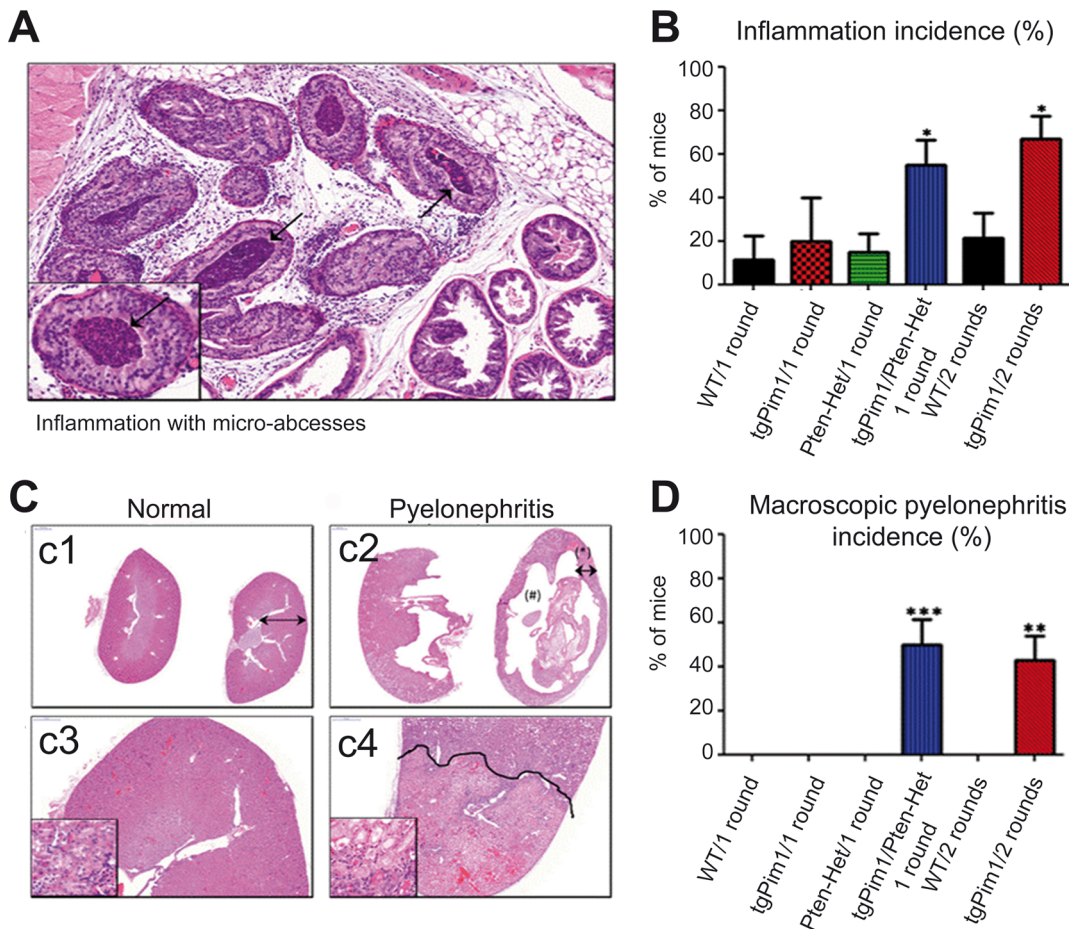 A
Inflammation with micro-abcesses
B
Inflammation incidence (%)
% of mice
100
80
60
40
20
0
*
*
WT/1 round
tgPim1/1 round
Pten-Het/1 round
tgPim1/Pten-Het
1 round
WT/2 rounds
tgPim1/2 rounds
C
Normal
Pyelonephritis
c1
c2
(*)
(#)
c3
c4
D
Macroscopic pyelonephritis
incidence (%)
% of mice
100
80
60
40
20
0
***
**
WT/1 round
tgPim1/1 round
Pten-Het/1 round
tgPim1/Pten-Het
1 round
WT/2 rounds
tgPim1/2 rounds